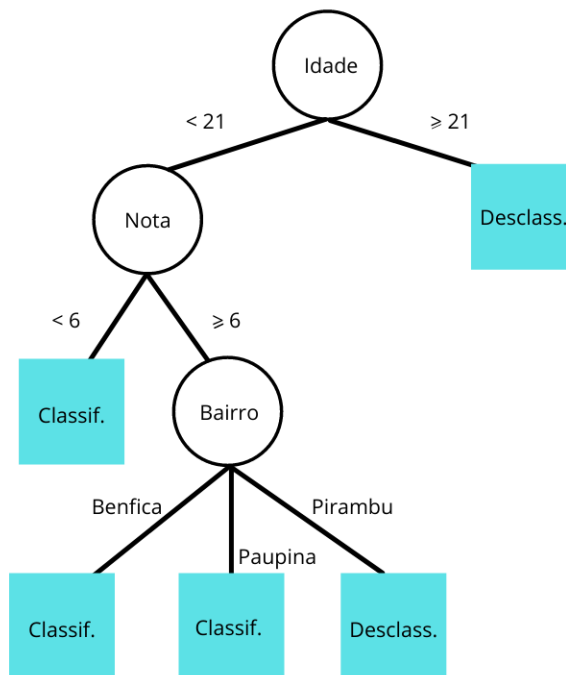 Idade
< 21
⩾ 21
Nota
Desclass.
< 6
⩾ 6
Classif.
Bairro
Benfica
Pirambu
Paupina
Classif.
Classif.
Desclass.